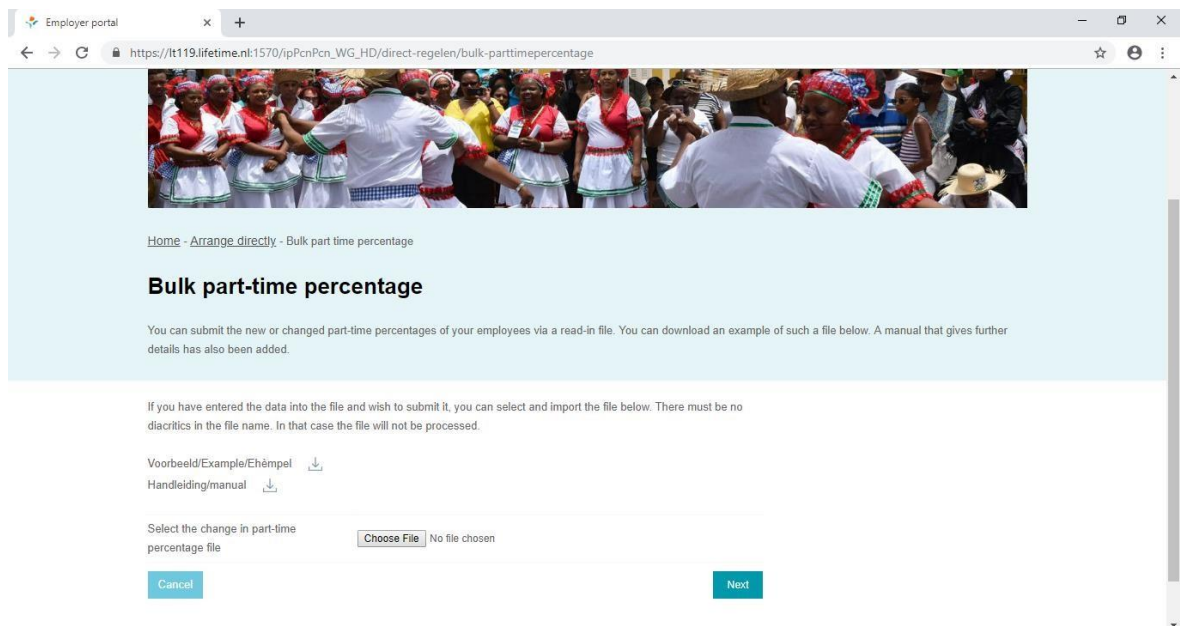 Employer portal
https://lt119.lifetime.nl:1570/ipPcnPcn_WG_HD/direct-regelen/bulk-parttimepercentage
Home - Arrange directly - Bulk part time percentage
Bulk part-time percentage
You can submit the new or changed part-time percentages of your employees via a read-in file. You can download an example of such a file below. A manual that gives further
details has also been added.
If you have entered the data into the file and wish to submit it, you can select and import the file below. There must be no
diacritics in the file name. In that case the file will not be processed.
Voorbeeld/Example/Ehèmpel
Handleiding/manual
Select the change in part-time
percentage file
Choose File No file chosen
Cancel
Next